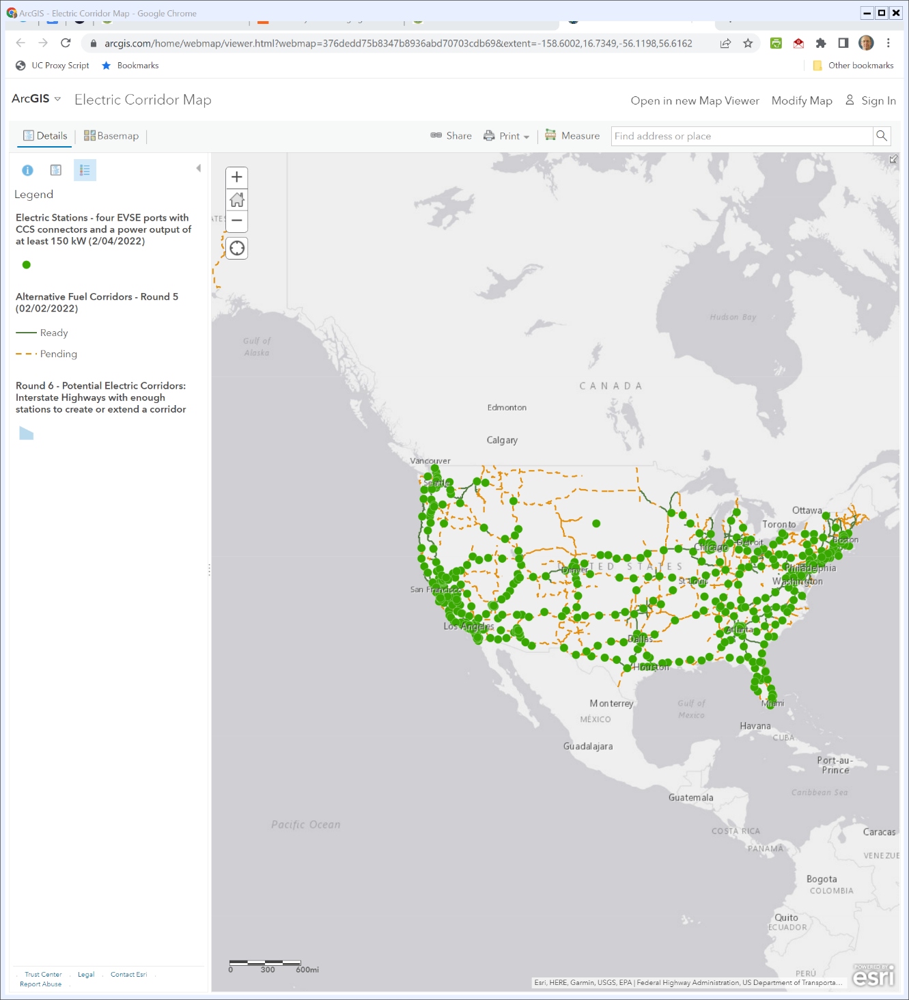 ArcGIS - Electric Corridor Map - Google Chrome
arcgis.com/home/webmap/viewer.html?webmap=376dedd75b8347b8936abd70703cdb69&extent=-158.6002,16.7349,-56.1198,56.6162
UC Proxy Script
Bookmarks
Other bookmarks
ArcGIS
Electric Corridor Map
Open in new Map Viewer
Modify Map
Sign In
Details
Basemap
Share
Print
Measure
Find address or place
Legend
Electric Stations - four EVSE ports with
CCS connectors and a power output of
at least 150 kW (2/04/2022)
Alternative Fuel Corridors - Round 5
(02/02/2022)
Ready
Pending
Round 6 - Potential Electric Corridors:
Interstate Highways with enough
stations to create or extend a corridor
Hudson Bay
Gulf of
Alaska
CANADA
Edmonton
Calgary
Vancouver
Seattle
Ottawa
Toronto
Detroit
Boston
Chicago
Philadelphia
Denver
STATES
St Louis
Washington
San Francisco
Los Angeles
Atlanta
Dallas
Houston
Monterrey
Gulf of
Mexico
Miami
MÉXICO
Havana
CUBA
Guadalajara
Port-au-
Prince
Guatemala
Caribbean Sea
Pacific Ocean
COSTA RICA
Caracas
PANAMÁ
VENEZUE
Bogota
COLOMBIA
Quito
ECUADOR
PERÚ
0 300 600mi
Trust Center . Legal . Contact Esri .
Report Abuse .
POWERED BY
esri
Esri, HERE, Garmin, USGS, EPA | Federal Highway Administration, US Department of Transporta...